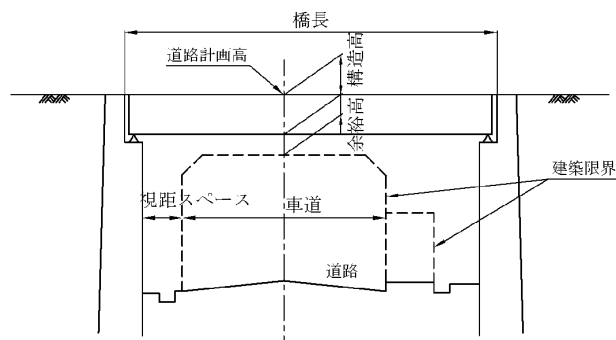 橋長
道路計画高
構造高
余裕高
建築限界
視距スペース
車道
道路